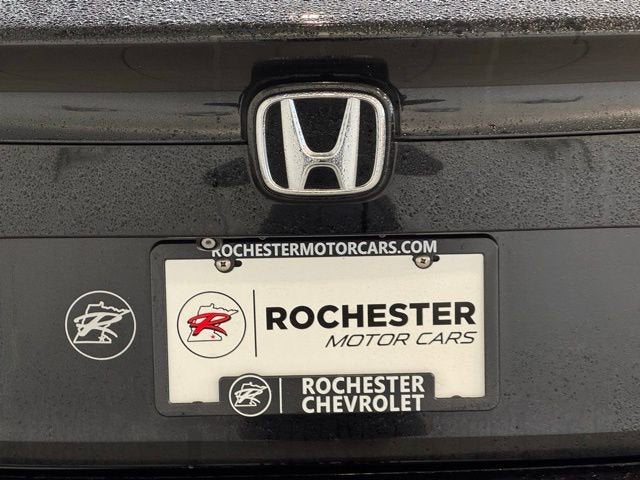 ROCHESTERMOTORCARS.COM
R
R
ROCHESTER
MOTOR CARS
R
ROCHESTER
CHEVROLET